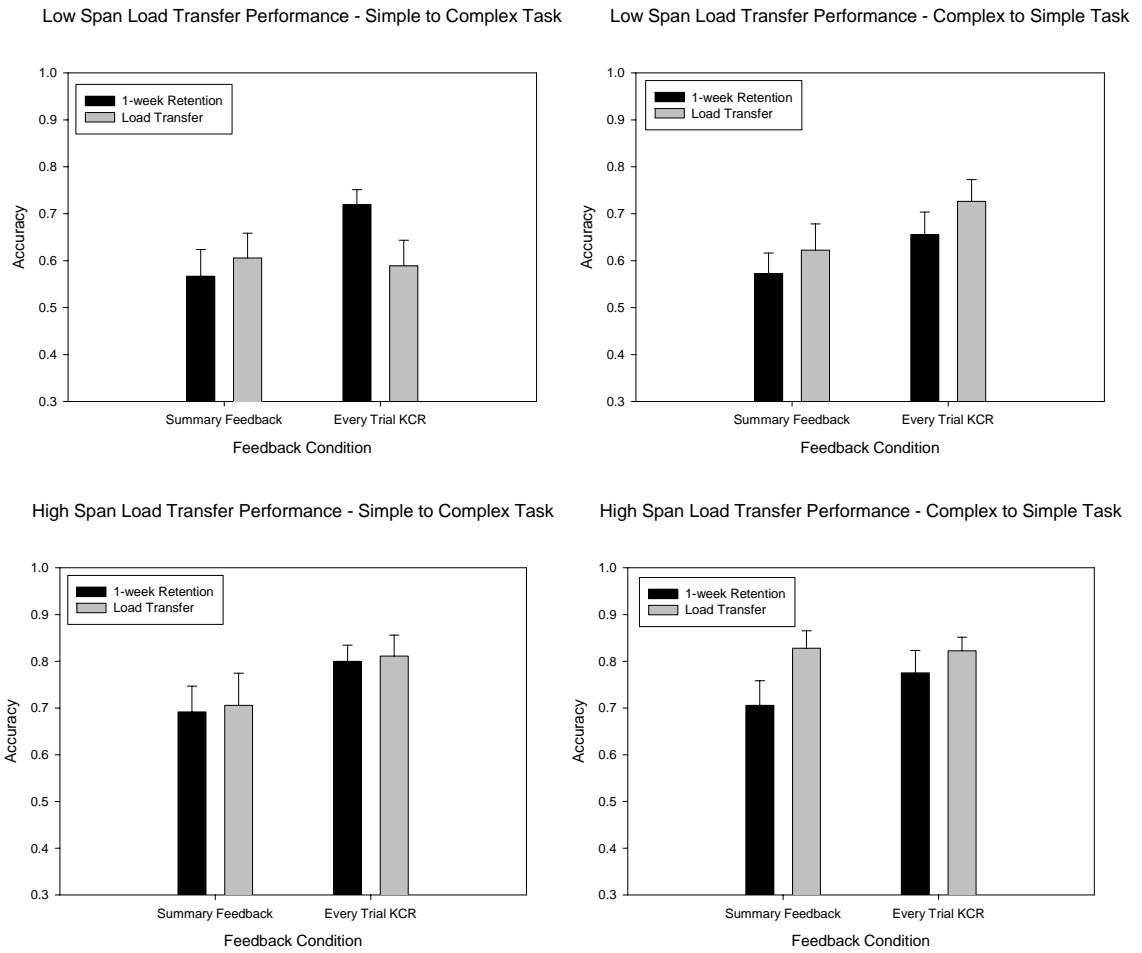 Low Span Load Transfer Performance - Simple to Complex Task
1.0
0.9
0.8
0.7
0.6
0.5
0.4
0.3
Accuracy
1-week Retention
Load Transfer
Summary Feedback
Every Trial KCR
Feedback Condition
Low Span Load Transfer Performance - Complex to Simple Task
1.0
0.9
0.8
0.7
0.6
0.5
0.4
0.3
Accuracy
1-week Retention
Load Transfer
Summary Feedback
Every Trial KCR
Feedback Condition
High Span Load Transfer Performance - Simple to Complex Task
1.0
0.9
0.8
0.7
0.6
0.5
0.4
0.3
Accuracy
1-week Retention
Load Transfer
Summary Feedback
Every Trial KCR
Feedback Condition
High Span Load Transfer Performance - Complex to Simple Task
1.0
0.9
0.8
0.7
0.6
0.5
0.4
0.3
Accuracy
1-week Retention
Load Transfer
Summary Feedback
Every Trial KCR
Feedback Condition